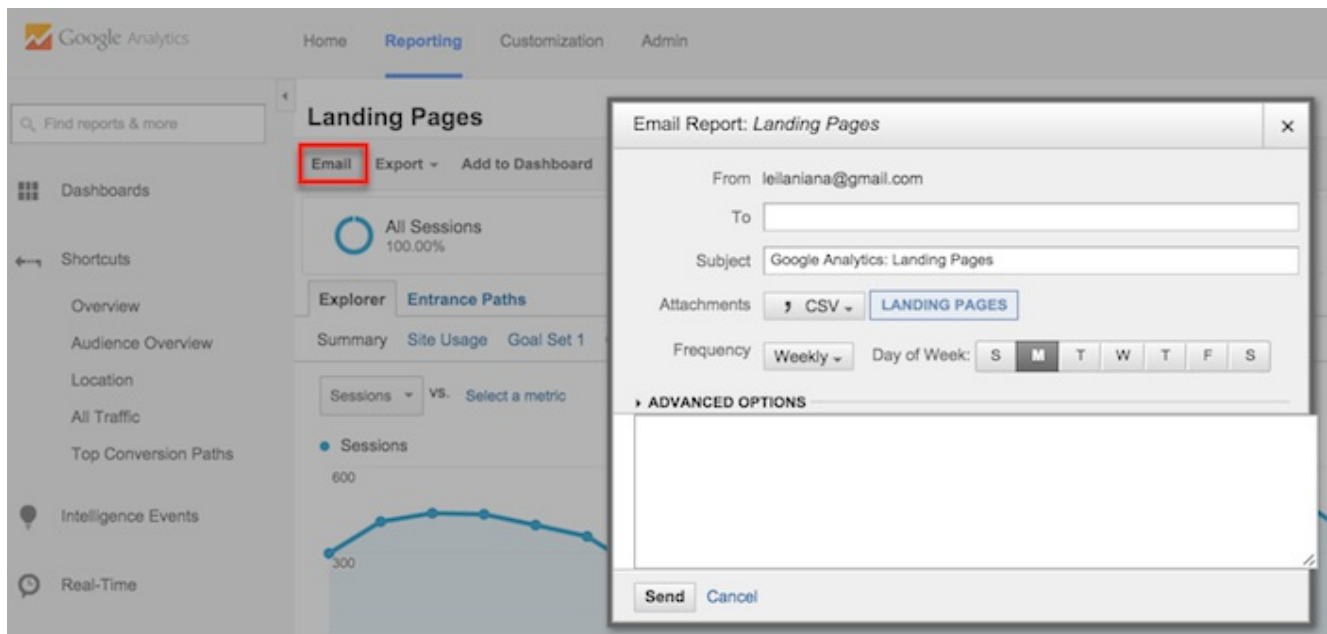 Google Analytics
Home Reporting Customization Admin
Find reports & more
Dashboards
Shortcuts
Overview
Audience Overview
Location
All Traffic
Top Conversion Paths
Intelligence Events
Real-Time
Landing Pages
Email Export Add to Dashboard
All Sessions
100.00%
Explorer Entrance Paths
Summary Site Usage Goal Set 1
Sessions VS. Select a metric
Sessions
600
300
Email Report: Landing Pages
From leilaniana@gmail.com
To
Subject Google Analytics: Landing Pages
Attachments CSV LANDING PAGES
Frequency Weekly Day of Week: S M T W T F S
ADVANCED OPTIONS
Send Cancel